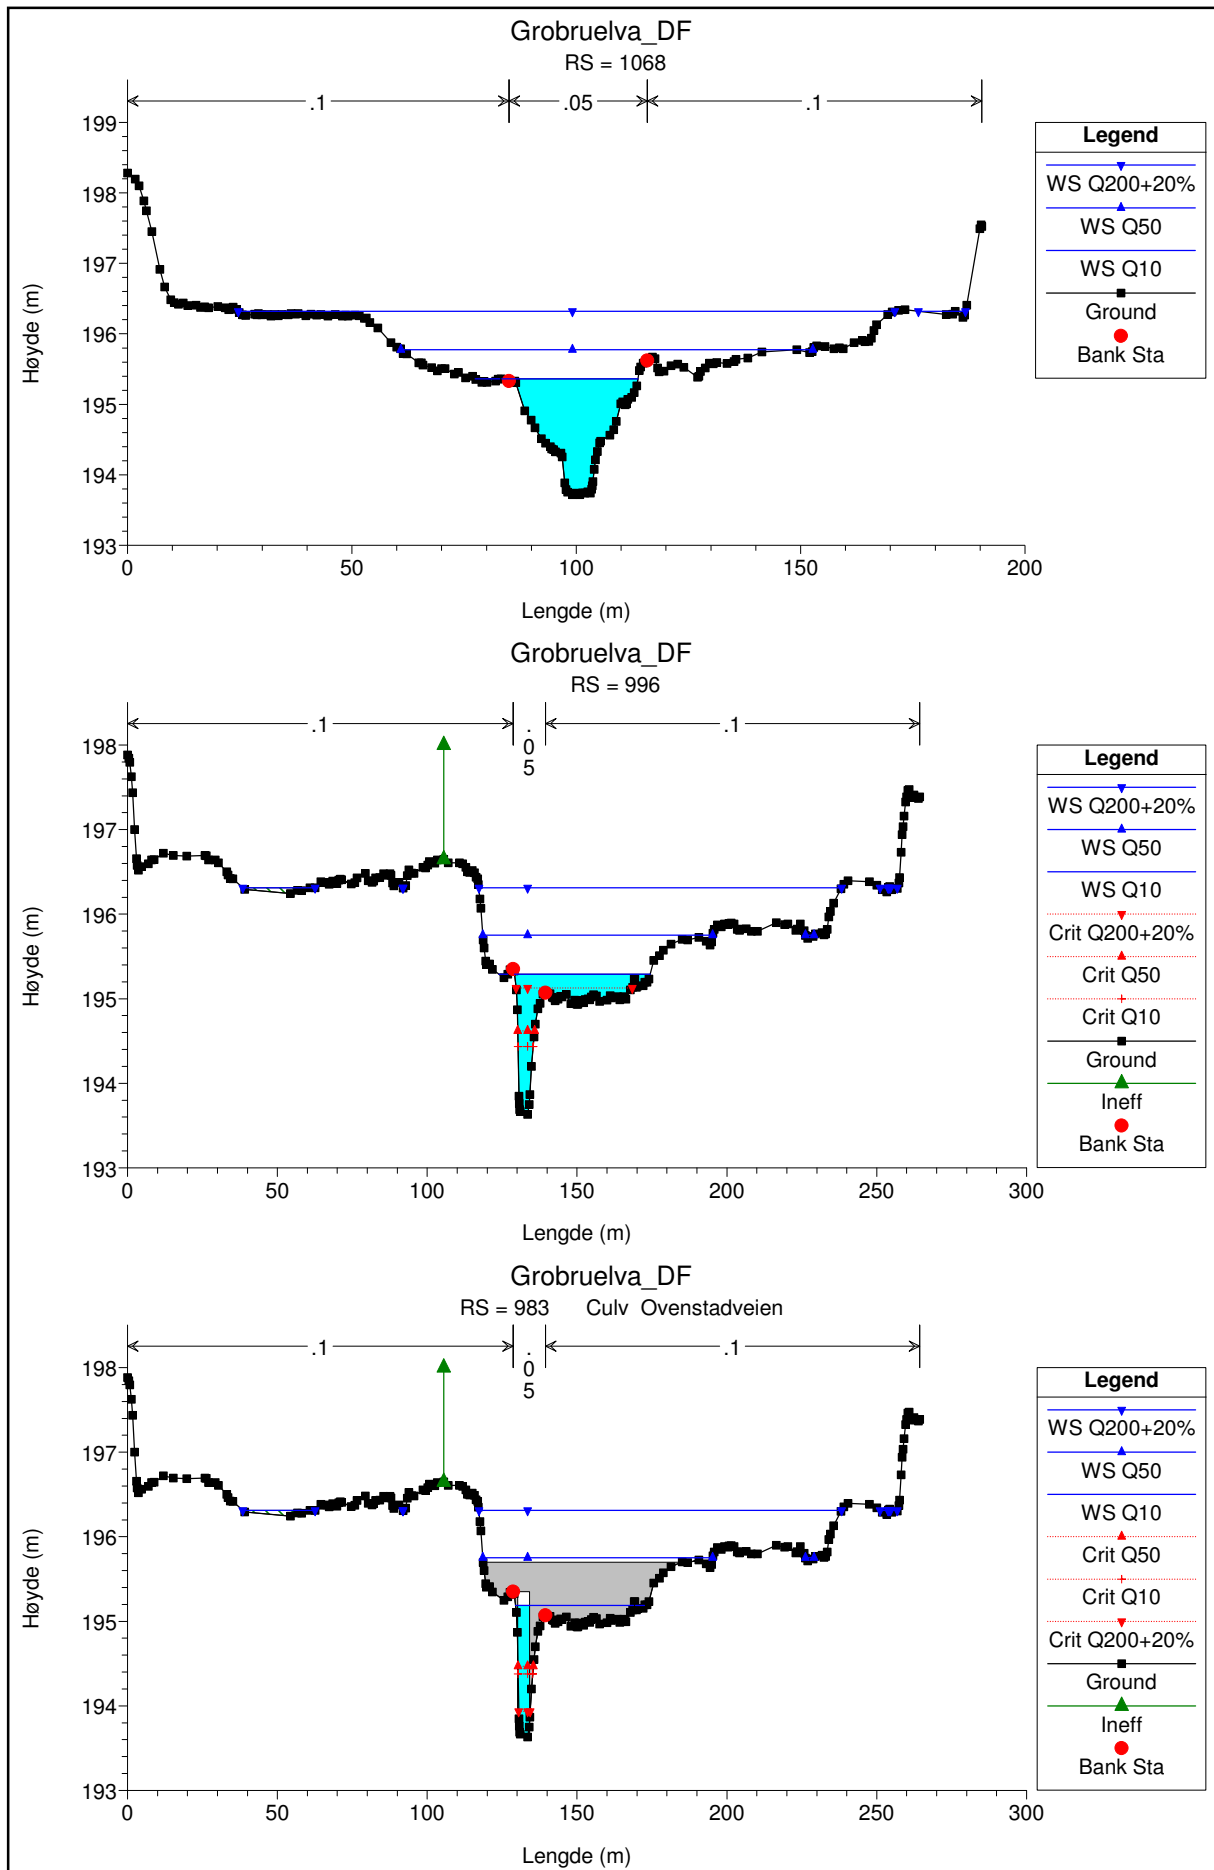 Grobruelva_DF
RS = 1068
.1 .05 .1
199
198
197
196
195
194
193
Høyde (m)
0 50 100 150 200
Lengde (m)
Legend
WS Q200+20%
WS Q50
WS Q10
Ground
Bank Sta
Grobruelva_DF
RS = 996
.1 .05 .1
198
197
196
195
194
193
Høyde (m)
0 50 100 150 200 250 300
Lengde (m)
Legend
WS Q200+20%
WS Q50
WS Q10
Crit Q200+20%
Crit Q50
Crit Q10
Ground
Ineff
Bank Sta
Grobruelva_DF
RS = 983 Culv Ovenstadveien
.1 .05 .1
198
197
196
195
194
193
Høyde (m)
0 50 100 150 200 250 300
Lengde (m)
Legend
WS Q200+20%
WS Q50
WS Q10
Crit Q50
Crit Q10
Crit Q200+20%
Ground
Ineff
Bank Sta